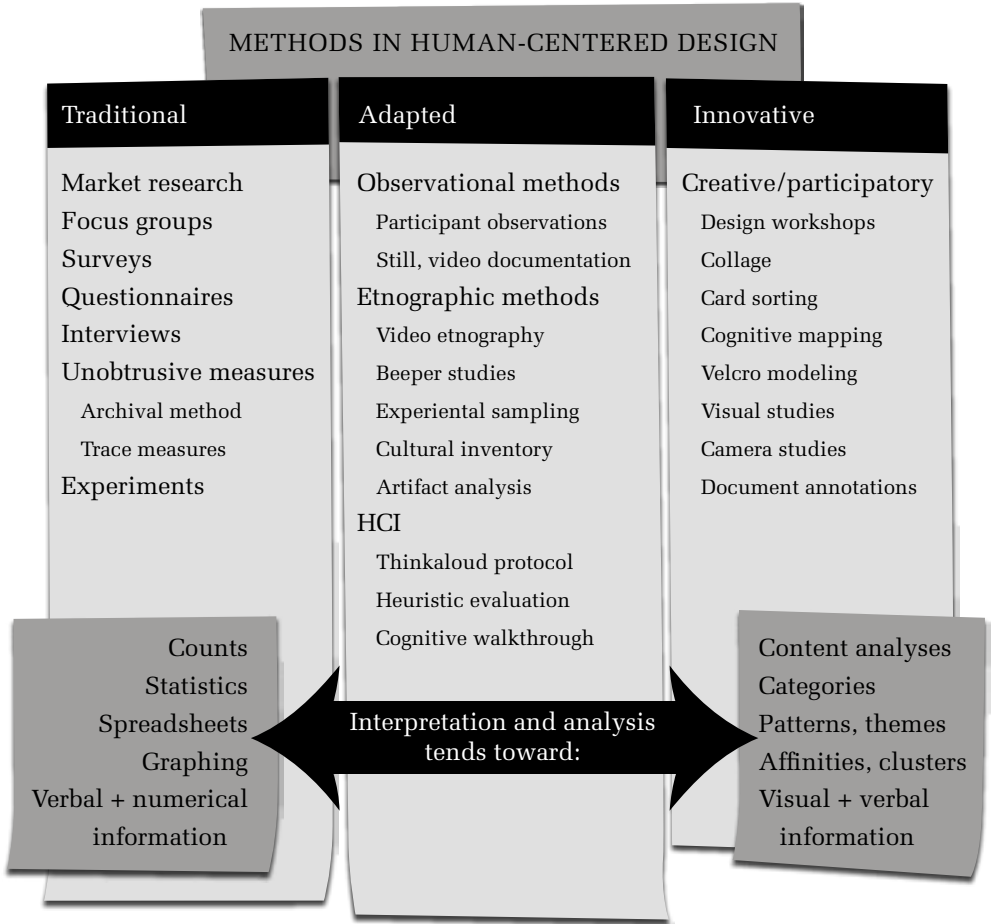 METHODS IN HUMAN-CENTERED DESIGN
Traditional
Market research
Focus groups
Surveys
Questionnaires
Interviews
Unobtrusive measures
Archival method
Trace measures
Experiments
Adapted
Observational methods
Participant observations
Still, video documentation
Etnographic methods
Video etnography
Beeper studies
Experiental sampling
Cultural inventory
Artifact analysis
HCI
Thinkaloud protocol
Heuristic evaluation
Cognitive walkthrough
Innovative
Creative/participatory
Design workshops
Collage
Card sorting
Cognitive mapping
Velcro modeling
Visual studies
Camera studies
Document annotations
Interpretation and analysis
tends toward:
Counts
Statistics
Spreadsheets
Graphing
Verbal + numerical
information
Content analyses
Categories
Patterns, themes
Affinities, clusters
Visual + verbal
information